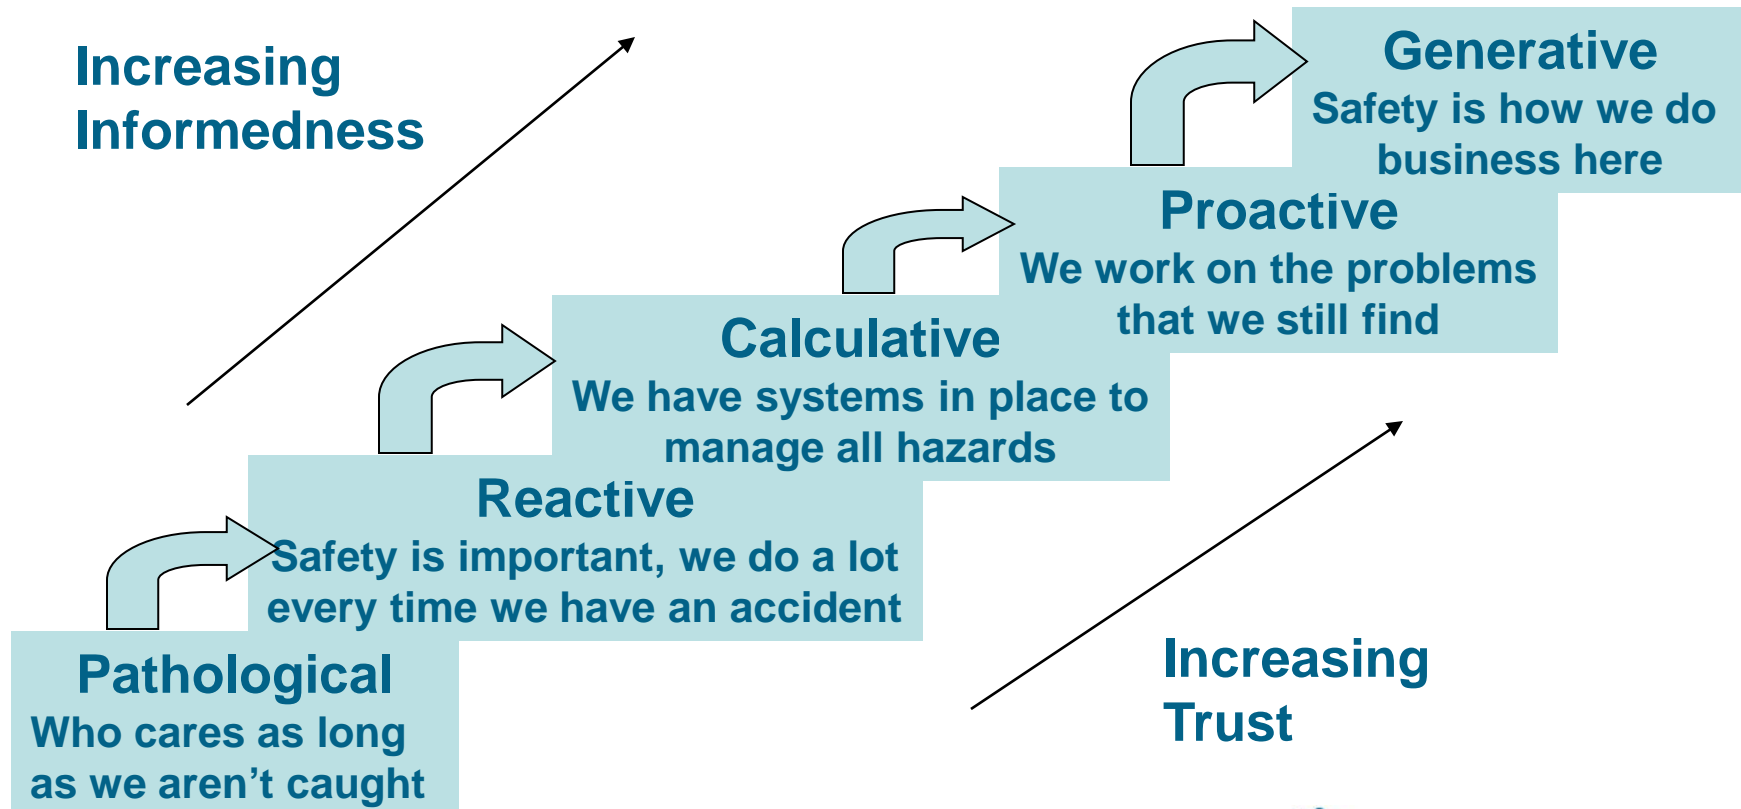 Increasing
Informedness
Generative
Safety is how we do
business here
Proactive
We work on the problems
that we still find
Calculative
We have systems in place to
manage all hazards
Reactive
Safety is important, we do a lot
every time we have an accident
Pathological
Who cares as long
as we aren’t caught
Increasing
Trust